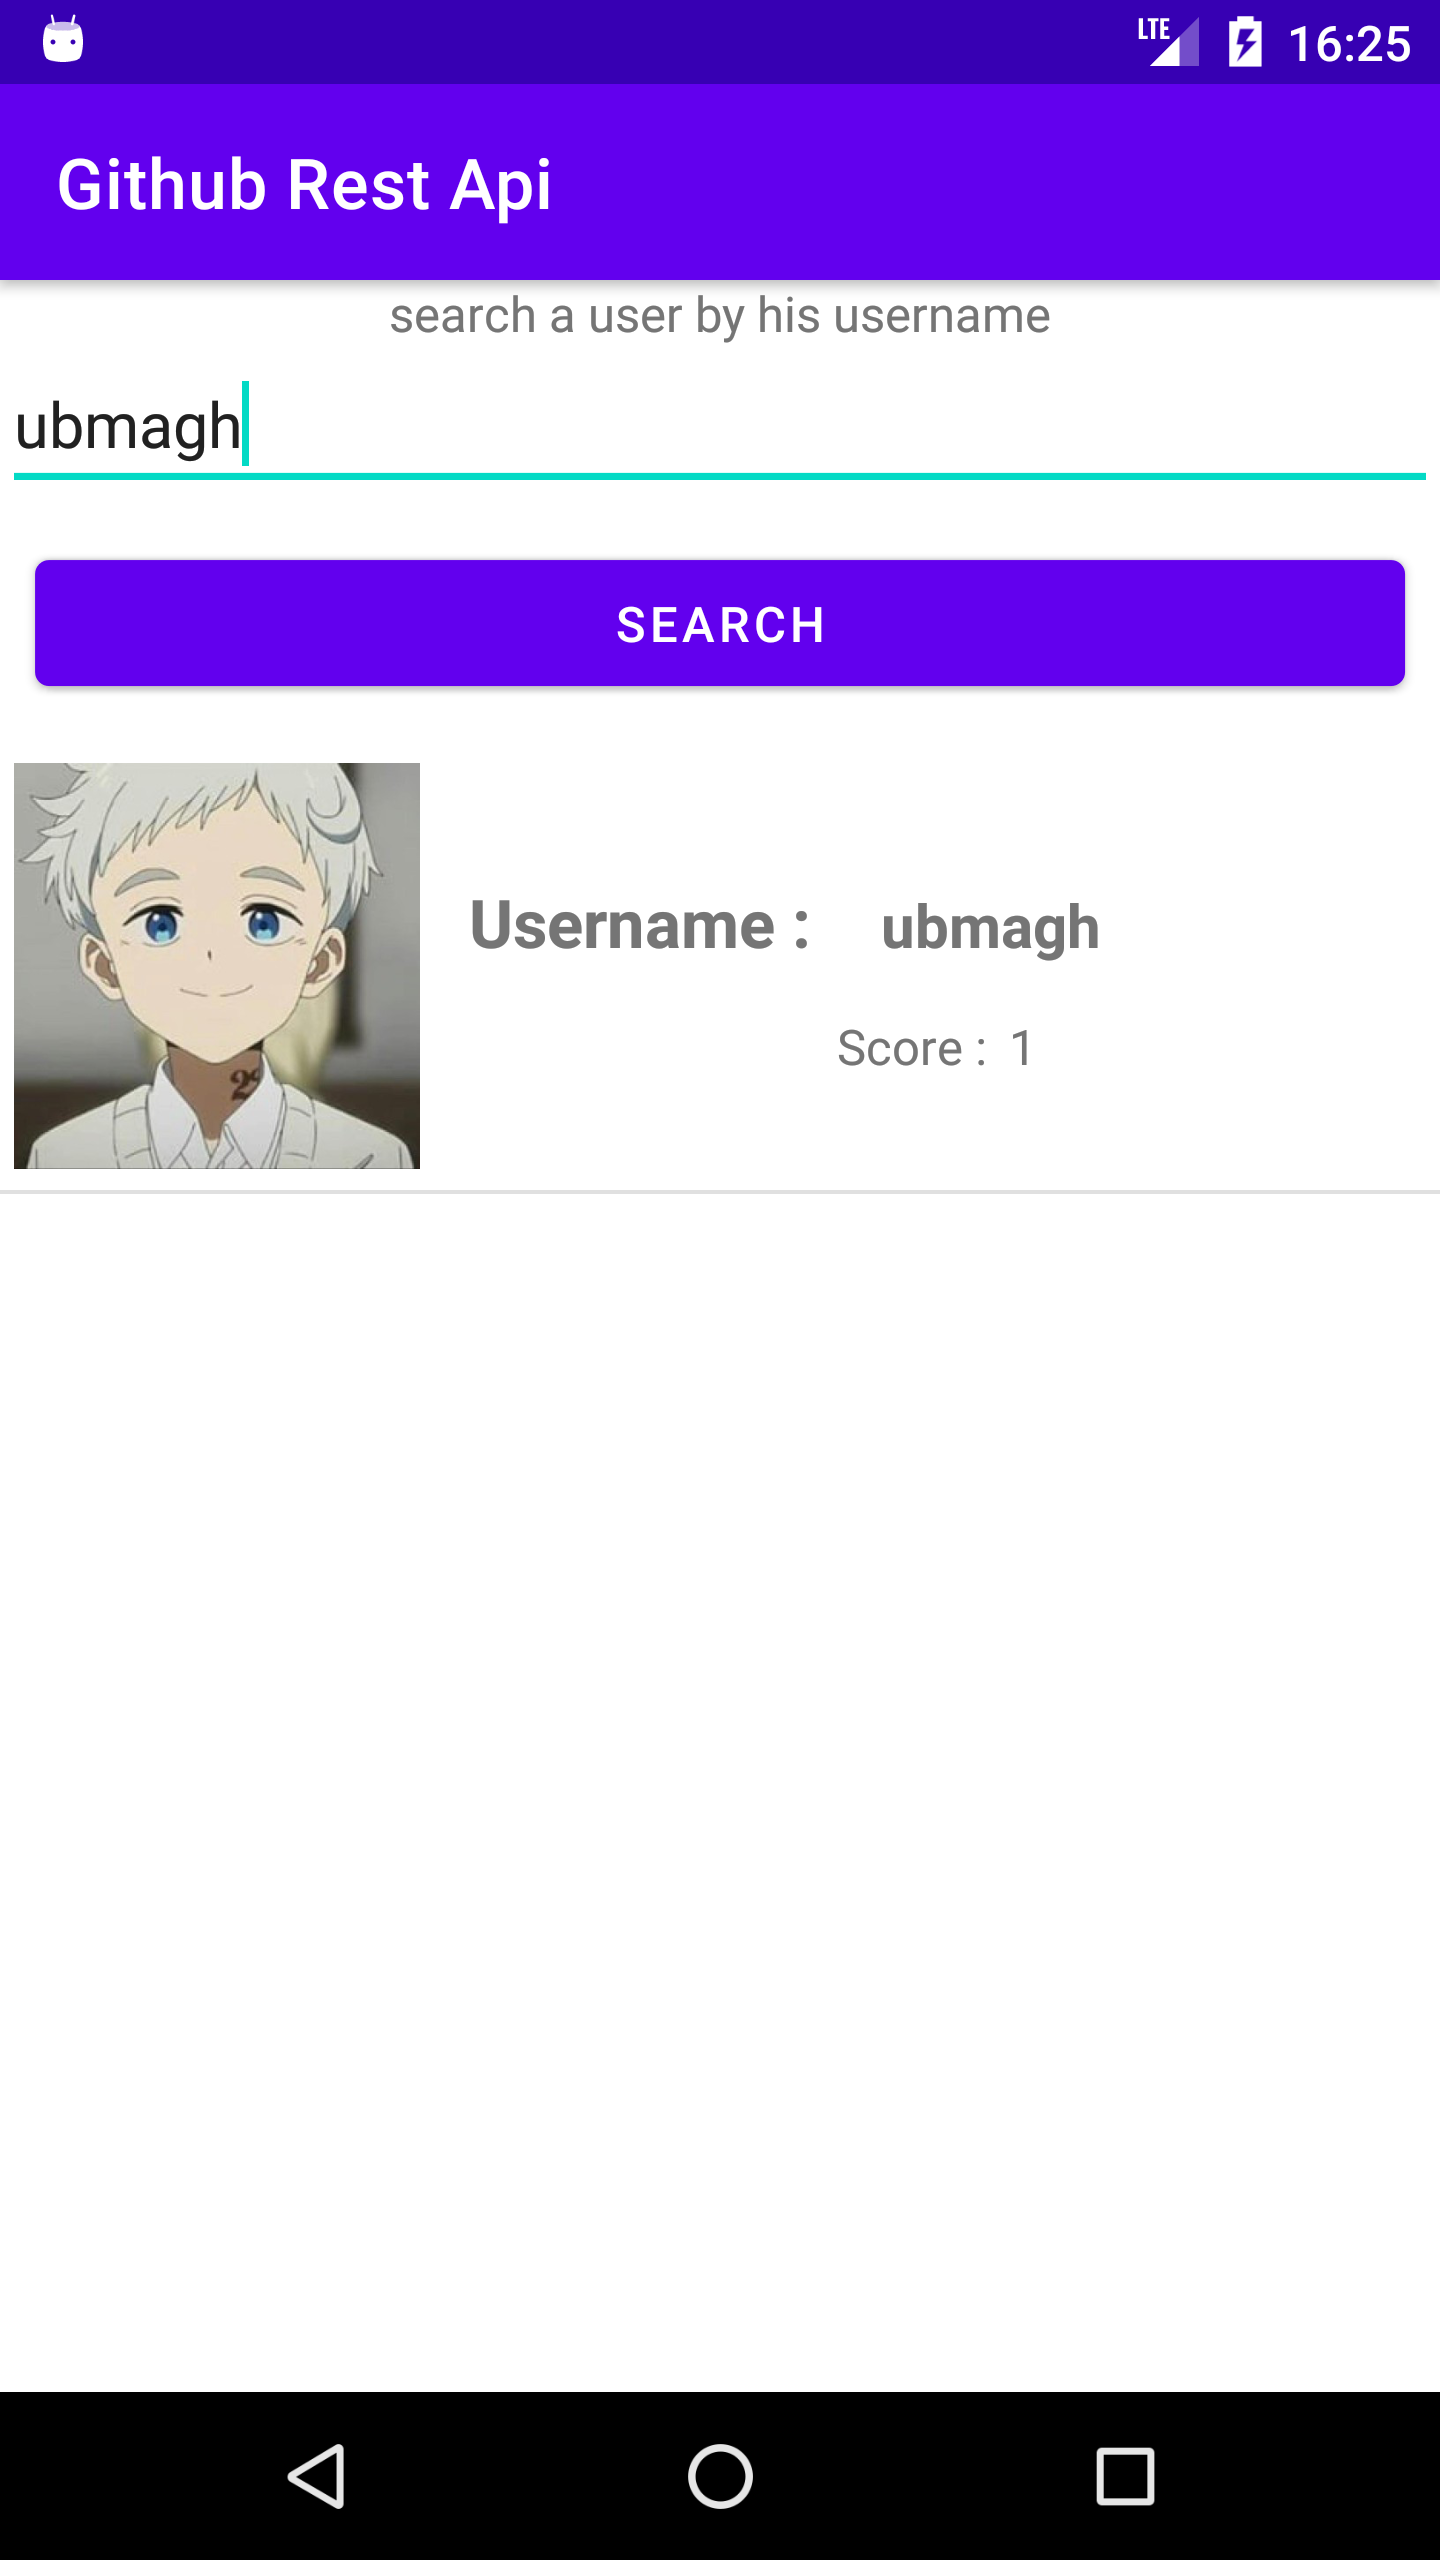 LTE 16:25
Github Rest Api
search a user by his username
ubmagh
SEARCH
Username : ubmagh
Score : 1